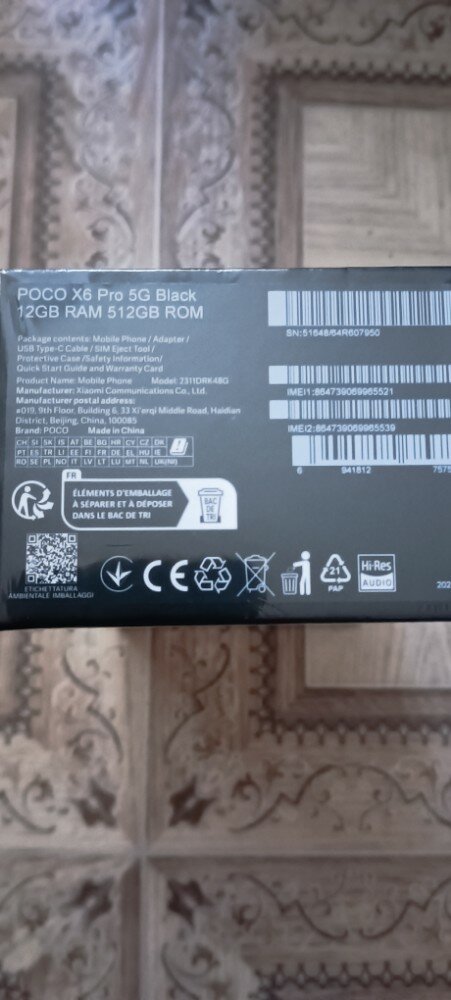 POCO X6 Pro 5G Black
12GB RAM 512GB ROM
Package contents: Mobile Phone / Adapter /
USB Type-C Cable / SIM Eject Tool /
Protective Case /Safety Information/
Quick Start Guide and Warranty Card
Product Name: Mobile Phone Model: 2311DRK48G
Manufacturer: Xiaomi Communications Co., Ltd.
Manufacturer postal address:
#019, 9th Floor, Building 6, 33 Xi'erqi Middle Road, Haidian
District, Beijing, China, 100085
Brand: POCO Made in China
CH SI SK IS AT BE BG HR CY CZ DK
PT ES TR LI EE FI FR DE EL HU IE
RO SE PL NO IT LV LT LU MT NL UK(NI)
SN:51648/64R607950
IMEI1:864739069965521
IMEI2:864739069965539
6 941812 7575
FR
ÉLÉMENTS D'EMBALLAGE
À SÉPARER ET À DÉPOSER
DANS LE BAC DE TRI
BAC
DE
TRI
ETICHETTATURA
AMBIENTALE IMBALLAGGI
CE
21
PAP
Hi-Res
AUDIO
202